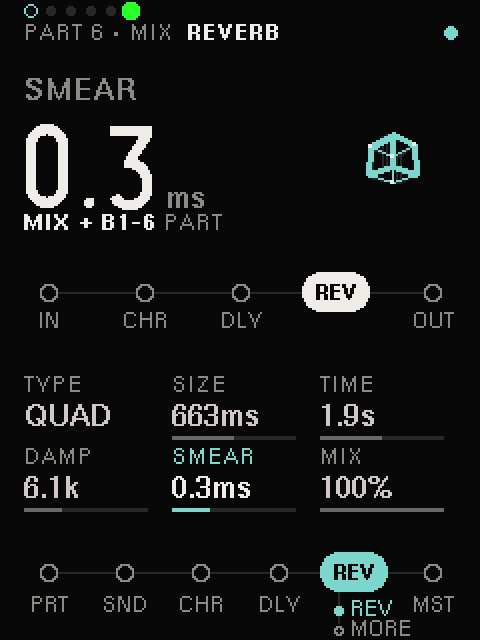 PART 6 · MIX REVERB
SMEAR
0.3 ms
MIX + B1-6 PART
REV
IN CHR DLY OUT
TYPE SIZE TIME
QUAD 663ms 1.9s
DAMP SMEAR MIX
6.1k 0.3ms 100%
REV
PRT SND CHR DLY MST
REV
MORE